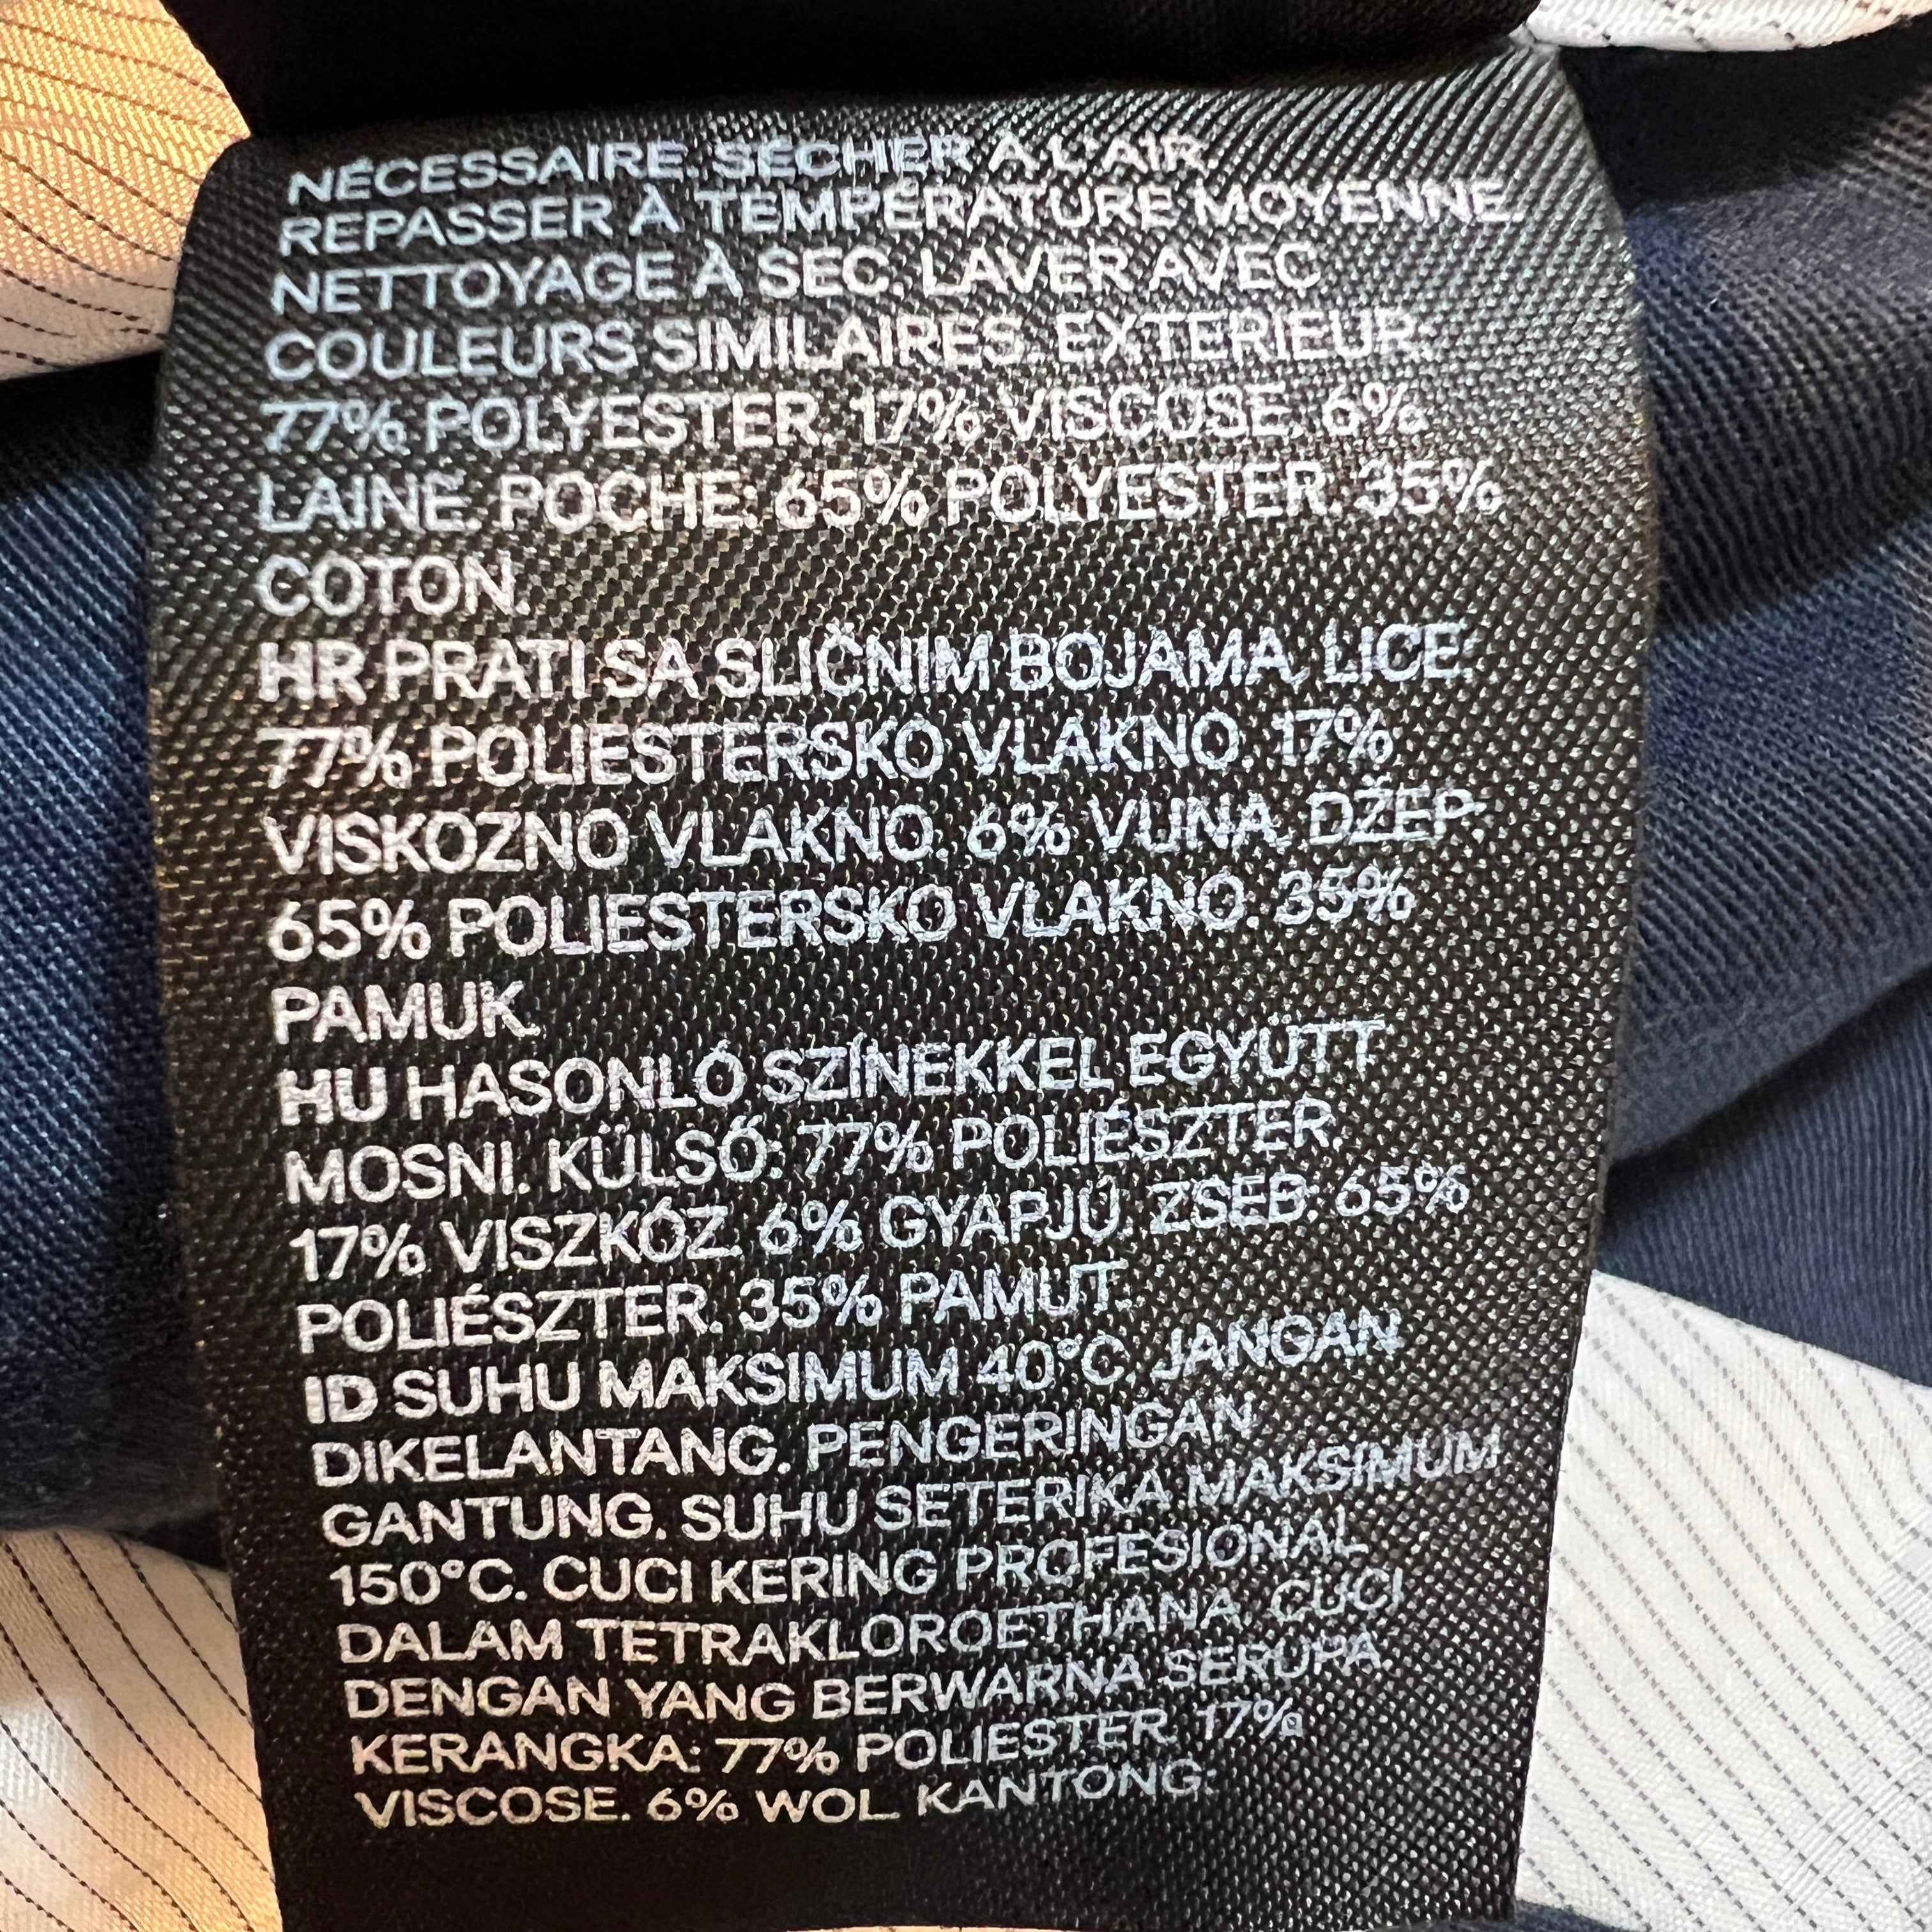 NÉCESSAIRE. SÉCHER À L'AIR.
REPASSER À TEMPÉRATURE MOYENNE.
NETTOYAGE À SEC. LAVER AVEC
COULEURS SIMILAIRES. EXTERIEUR:
77% POLYESTER. 17% VISCOSE. 6%
LAINE. POCHE: 65% POLYESTER. 35%
COTON.
HR PRATI SA SLIČNIM BOJAMA. LICE:
77% POLIESTERSKO VLAKNO. 17%
VISKOZNO VLAKNO. 6% VUNA. DŽEP:
65% POLIESTERSKO VLAKNO. 35%
PAMUK.
HU HASONLÓ SZÍNEKKEL EGYÜTT
MOSNI. KÜLSŐ: 77% POLIÉSZTER.
17% VISZKÓZ. 6% GYAPJÚ. ZSEB: 65%
POLIÉSZTER. 35% PAMUT.
ID SUHU MAKSIMUM 40°C. JANGAN
DIKELANTANG. PENGERINGAN
GANTUNG. SUHU SETERIKA MAKSIMUM
150°C. CUCI KERING PROFESIONAL
DALAM TETRAKLOROETHANA. CUCI
DENGAN YANG BERWARNA SERUPA
KERANGKA: 77% POLIESTER. 17%
VISCOSE. 6% WOL. KANTONG: